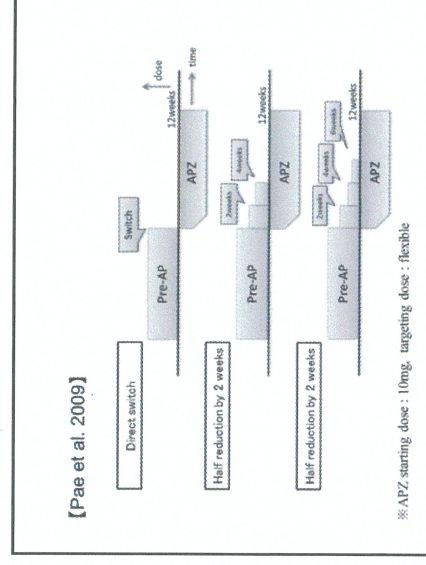 【Pae et al. 2009】
Direct switch
Switch
Pre-AP
APZ
12weeks
dose
time
Half reduction by 2 weeks
Pre-AP
2weeks
4weeks
APZ
12weeks
Half reduction by 2 weeks
Pre-AP
2weeks
4weeks
6weeks
APZ
12weeks
※APZ starting dose : 10mg, targeting dose : flexible